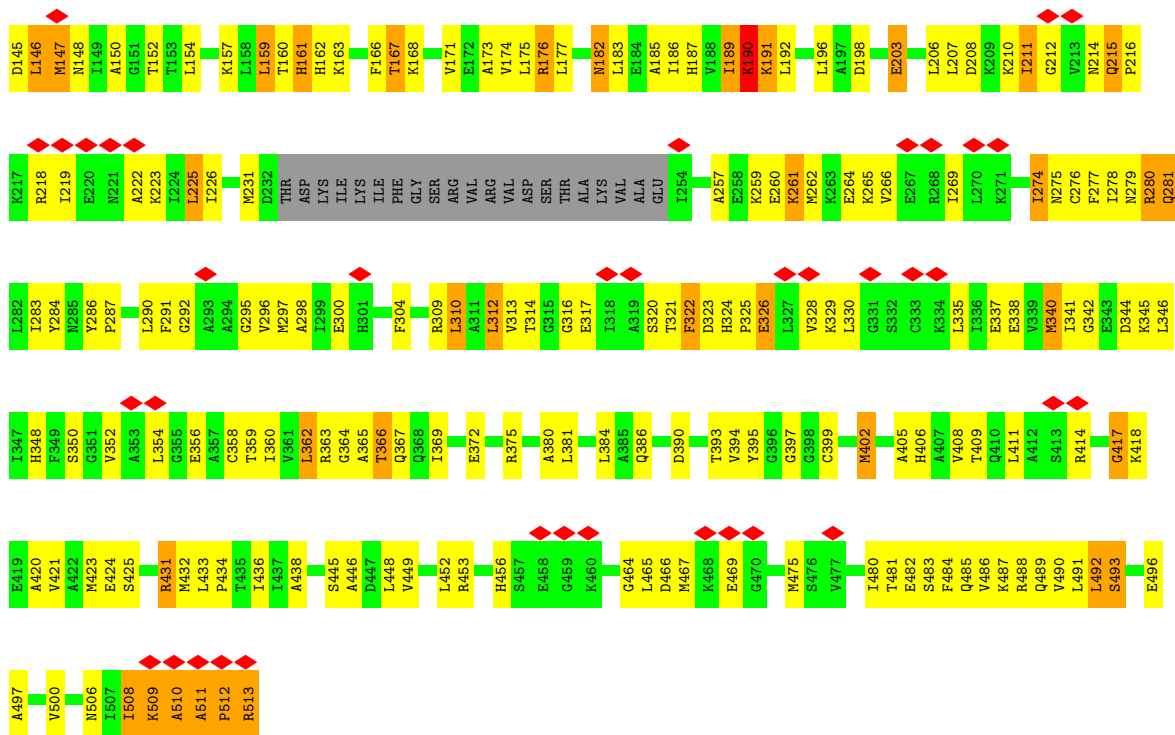 D145 L146 M147 N148 I149 A150 G151 T152 T153 L154 K157 L158 L159 T160 H161 H162 K163 F166 T167 K168 V171 E172 A173 V174 L175 R176 L177 N182 L183 E184 A185 I186 H187 V188 I189 K190 K191 L192 L196 A197 D198 E203 L206 L207 D208 K209 K210 I211 G212 V213 N214 Q215 P216
K217 R218 I219 E220 N221 A222 K223 I224 L225 I226 M231 D232 THR ASP LYS ILE LYS ILE PHE GLY SER ARG VAL ARG VAL ASP SER THR ALA LYS VAL ALA GLU I254 A257 E258 K259 E260 K261 M262 K263 E264 K265 V266 E267 R268 I269 L270 K271 I274 N275 C276 F277 I278 N279 R280 Q281
L282 I283 Y284 N285 Y286 P287 L290 F291 G292 A293 A294 G295 V296 M297 A298 I299 E300 H301 F304 R309 L310 A311 L312 V313 T314 G315 G316 E317 I318 A319 S320 T321 F322 D323 H324 P325 E326 L327 V328 K329 L330 G331 S332 C333 K334 L335 I336 E337 E338 V339 M340 I341 G342 E343 D344 K345 L346
I347 H348 F349 S350 G351 V352 A353 L354 G355 E356 A357 C358 T359 I360 V361 L362 R363 G364 A365 T366 Q367 Q368 I369 E372 R375 A380 L381 L384 A385 Q386 D390 T393 V394 Y395 G396 G397 G398 C399 M402 A405 H406 A407 V408 T409 Q410 L411 A412 S413 R414 G417 K418
E419 A420 V421 A422 M423 E424 S425 R431 M432 L433 P434 T435 I436 I437 A438 S445 A446 D447 L448 V449 L452 R453 H456 S457 E458 G459 K460 G464 L465 D466 M467 K468 E469 G470 M475 S476 V477 I480 T481 E482 S483 F484 Q485 V486 K487 R488 Q489 V490 L491 L492 S493 E496
A497 V500 N506 I507 I508 K509 A510 A511 P512 R513